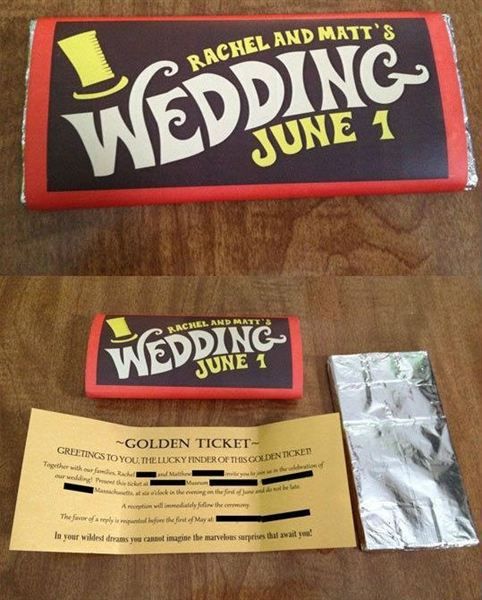 RACHEL AND MATT'S
WEDDING
JUNE 1
RACHEL AND MATT'S
WEDDING
JUNE 1
~GOLDEN TICKET~
GREETINGS TO YOU, THE LUCKY FINDER OF THIS GOLDEN TICKET!
Together with our families, Rachel and Matthew invite you to join us in the celebration of
our wedding! Present this ticket at Museum
Massachusetts, at six o'clock in the evening on the first of June and do not be late.
A reception will immediately follow the ceremony.
The favor of a reply is requested before the first of May at
In your wildest dreams you cannot imagine the marvelous surprises that await you!